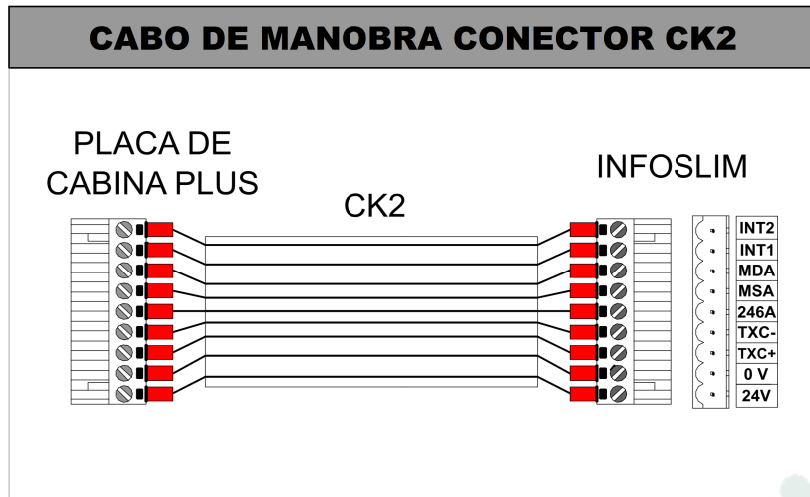 CABO DE MANOBRA CONECTOR CK2
PLACA DE
CABINA PLUS
CK2
INFOSLIM
INT2
INT1
MDA
MSA
246A
TXC-
TXC+
0 V
24V